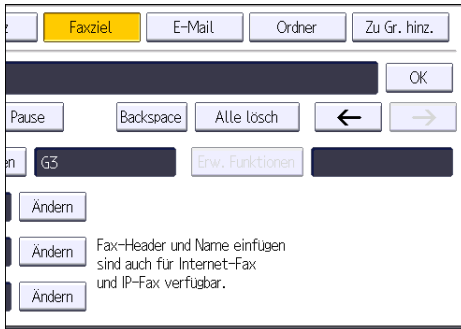 Faxziel E-Mail Ordner Zu Gr. hinz.
OK
Pause Backspace Alle lösch ← →
G3 Erw. Funktionen
Ändern
Ändern
Fax-Header und Name einfügen
sind auch für Internet-Fax
und IP-Fax verfügbar.
Ändern